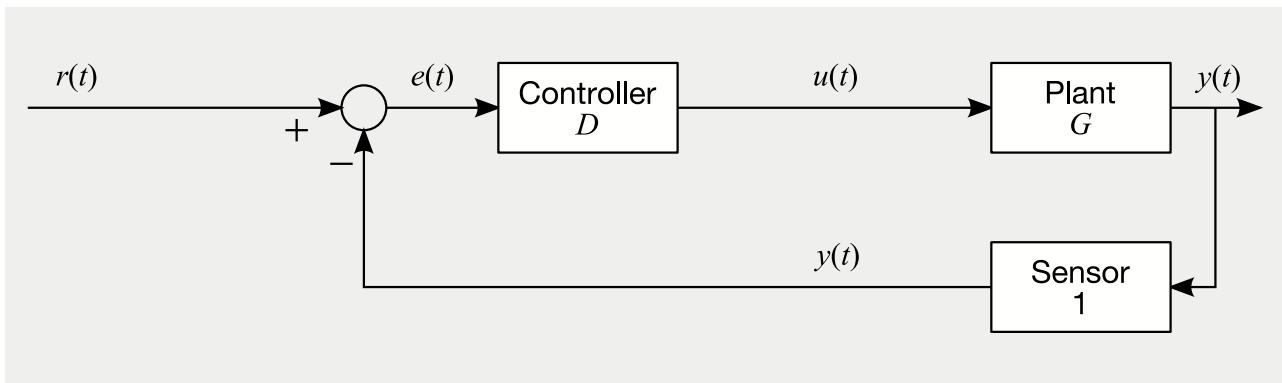 r(t)
e(t)
Controller
D
u(t)
Plant
G
y(t)
+
−
y(t)
Sensor
1